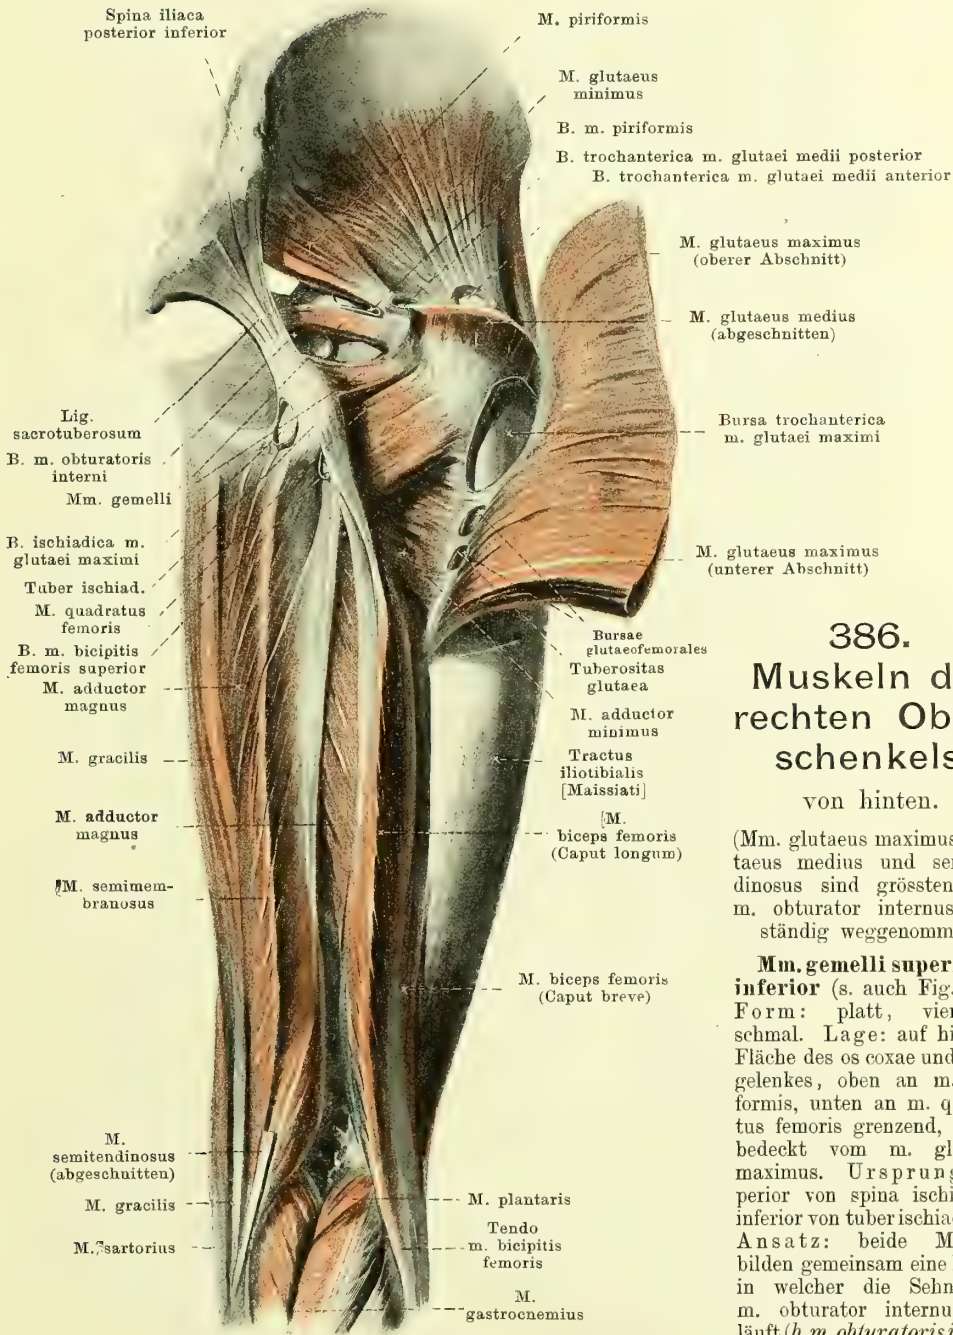 Spina iliaca
posterior inferior
M. piriformis
M. glutaeus
minimus
B. m. piriformis
B. trochanterica m. glutaei medii posterior
B. trochanterica m. glutaei medii anterior
M. glutaeus maximus
(oberer Abschnitt)
M. glutaeus medius
(abgeschnitten)
Bursa trochanterica
m. glutaei maximi
M. glutaeus maximus
(unterer Abschnitt)
Lig.
sacrotuberosum
B. m. obturatoris
interni
Mm. gemelli
B. ischiadica m.
glutaei maximi
Tuber ischiad.
M. quadratus
femoris
B. m. bicipitis
femoris superior
M. adductor
magnus
M. gracilis
M. adductor
magnus
M. semimem-
branosus
M.
semitendinosus
(abgeschnitten)
M. gracilis
M. sartorius
Bursae
glutaeofemorales
Tuberositas
glutaea
M. adductor
minimus
Tractus
iliotibialis
[Maissiati]
M.
biceps femoris
(Caput longum)
M. biceps femoris
(Caput breve)
M. plantaris
Tendo
m. bicipitis
femoris
M.
gastrocnemius
386.
Muskeln d
rechten Ob
schenkels
von hinten.
(Mm. glutaeus maximus
taeus medius und se
dinosus sind grössten
m. obturator internus
ständig weggenomm
Mm. gemelli super
inferior (s. auch Fig.
Form: platt, vier
schmal. Lage: auf hi
Fläche des os coxae und
gelenkes, oben an m.
formis, unten an m. q
tus femoris grenzend,
bedeckt vom m. gl
maximus. Ursprung
perior von spina ischi
inferior von tuber ischia
Ansatz: beide M
bilden gemeinsam eine
in welcher die Sehn
m. obturator internu
läuft (b. m. obturatoris i